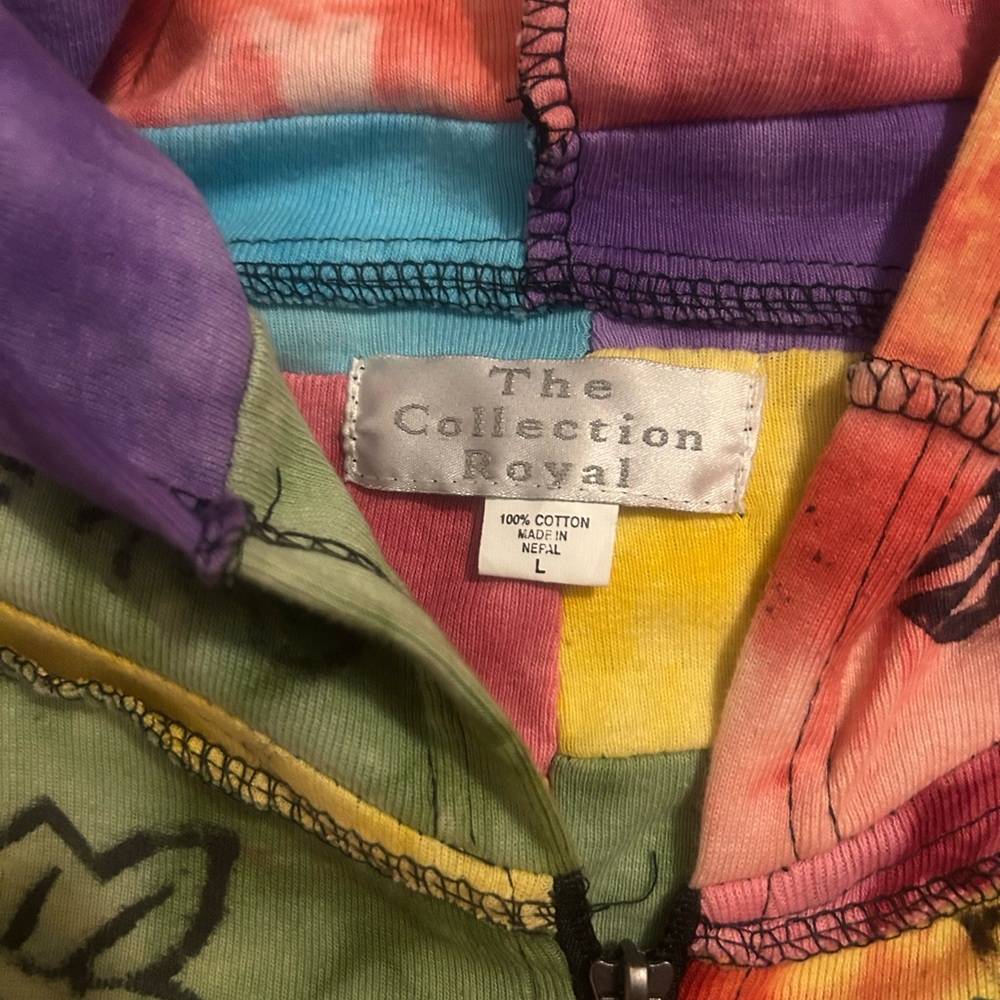 The
Collection
Royal
100% COTTON
MADE IN
NEPAL
L